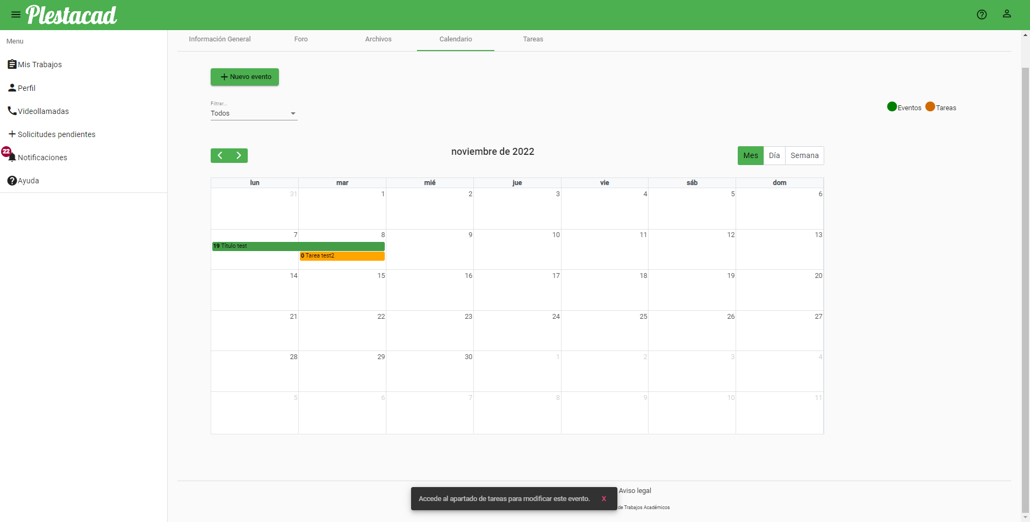 Plestacad
Menu
Mis Trabajos
Perfil
Videollamadas
Solicitudes pendientes
22
Notificaciones
Ayuda
Información General Foro Archivos Calendario Tareas
+ Nuevo evento
Filtrar...
Todos
Eventos Tareas
noviembre de 2022
Mes Día Semana
lun mar mié jue vie sáb dom
31 1 2 3 4 5 6
7 8 9 10 11 12 13
19 Titulo test
0 Tarea test2
14 15 16 17 18 19 20
21 22 23 24 25 26 27
28 29 30 1 2 3 4
5 6 7 8 9 10 11
Aviso legal
Accede al apartado de tareas para modificar este evento. X
de Trabajos Académicos